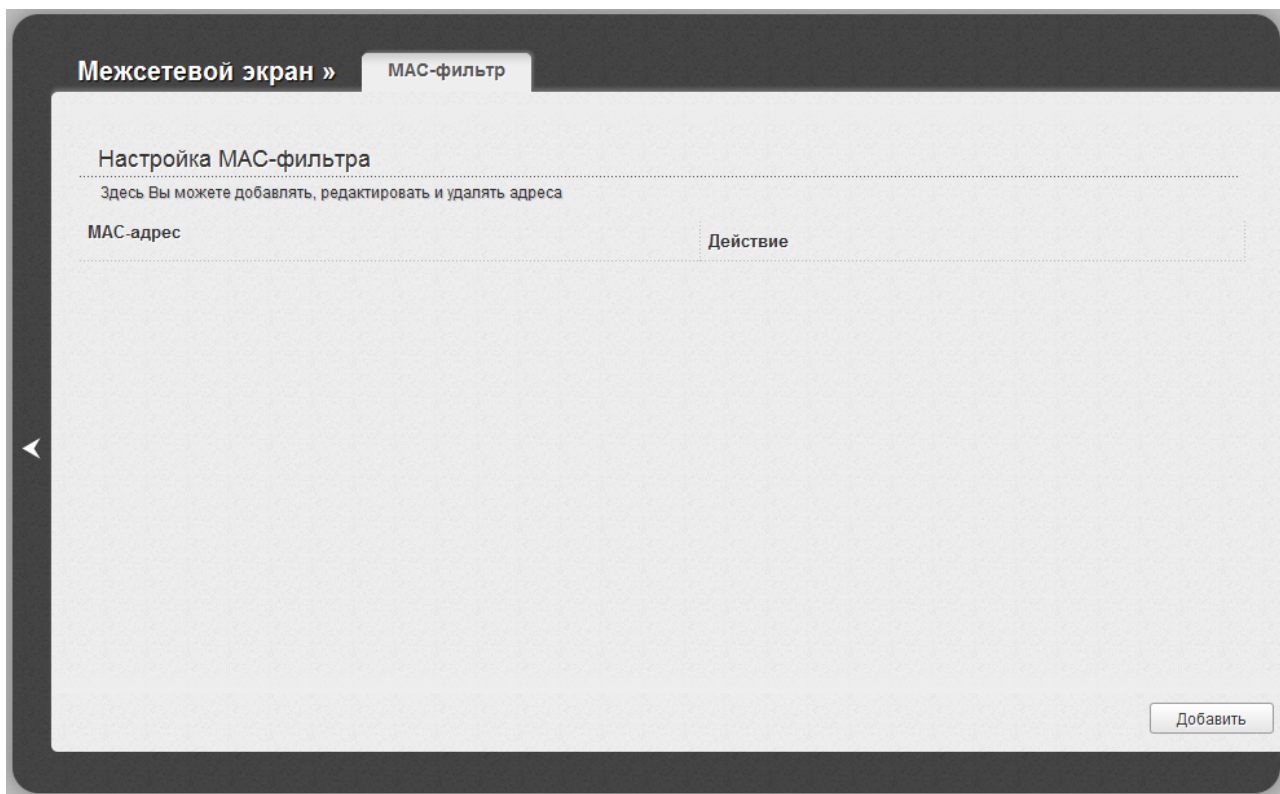 Межсетевой экран »
MAC-фильтр
Настройка MAC-фильтра
Здесь Вы можете добавлять, редактировать и удалять адреса
MAC-адрес
Действие
Добавить